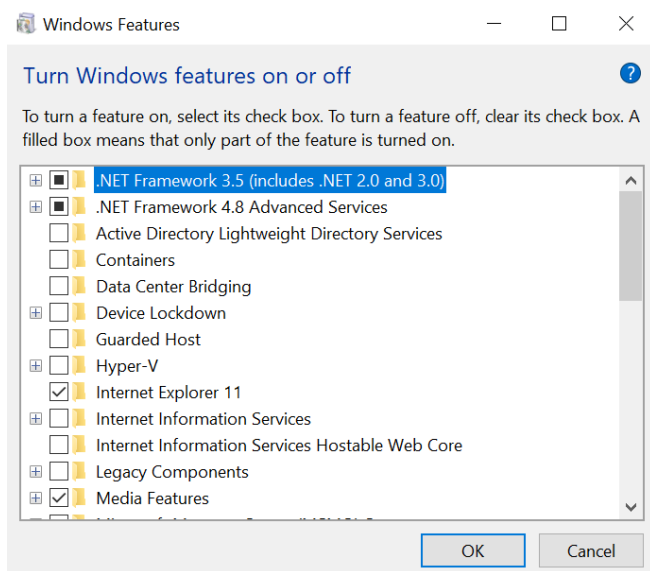 Windows Features
Turn Windows features on or off
To turn a feature on, select its check box. To turn a feature off, clear its check box. A
filled box means that only part of the feature is turned on.
.NET Framework 3.5 (includes .NET 2.0 and 3.0)
.NET Framework 4.8 Advanced Services
Active Directory Lightweight Directory Services
Containers
Data Center Bridging
Device Lockdown
Guarded Host
Hyper-V
Internet Explorer 11
Internet Information Services
Internet Information Services Hostable Web Core
Legacy Components
Media Features
OK
Cancel